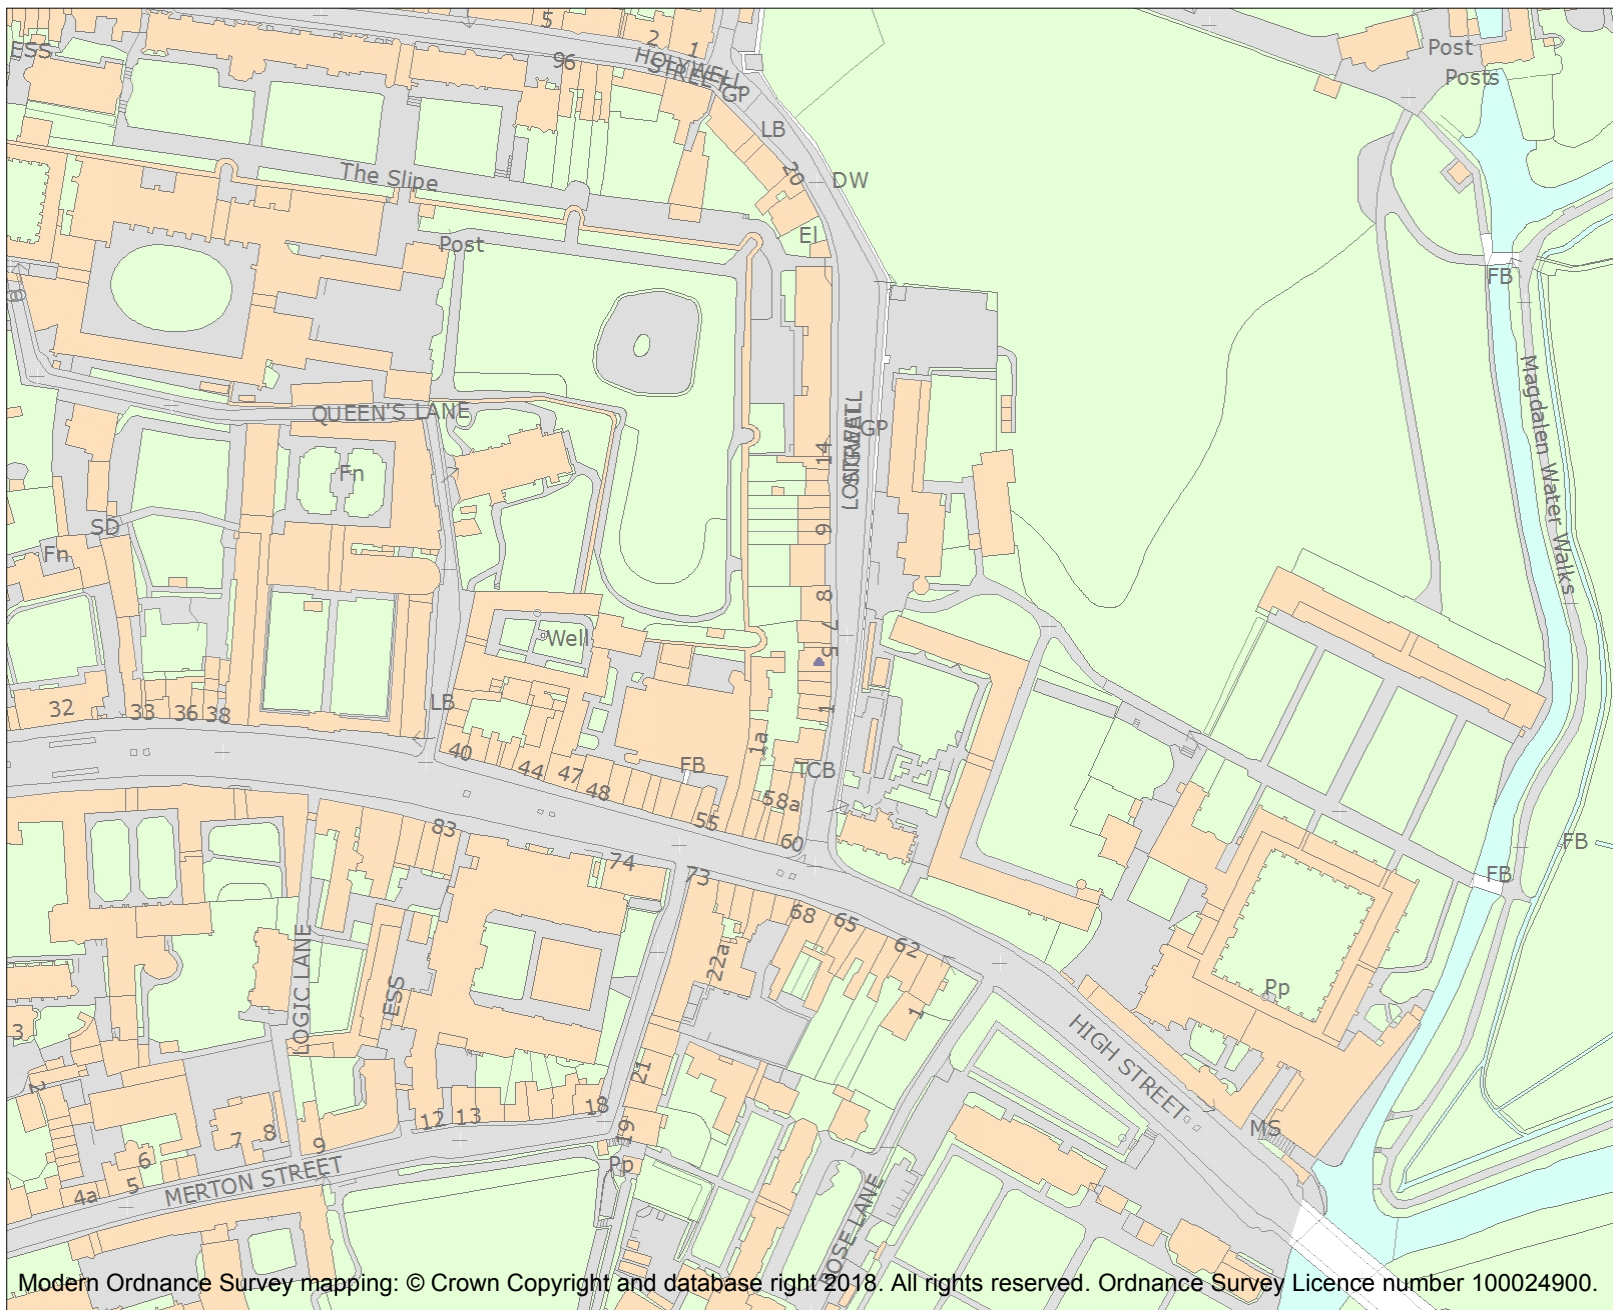 5
2
1
ESS
96
HOLYWELL
STREET
GP
Post
Posts
LB
20
DW
The Slipe
Post
El
FB
9
QUEEN'S LANE
LONGWALL
STREET
GP
Magdalen Water Walks
14
Fn
SD
9
Fn
8
7
Well
5
32
33
36
38
LB
1
40
44
47
48
FB
1a
TCB
58a
55
60
83
74
73
68
65
62
FB
FB
22a
LOGIC LANE
ESS
Pp
3
1
HIGH STREET
2
21
12
13
18
19
MS
7
8
9
6
5
4a
MERTON STREET
Pp
ROSE LANE
Modern Ordnance Survey mapping: © Crown Copyright and database right 2018. All rights reserved. Ordnance Survey Licence number 100024900.